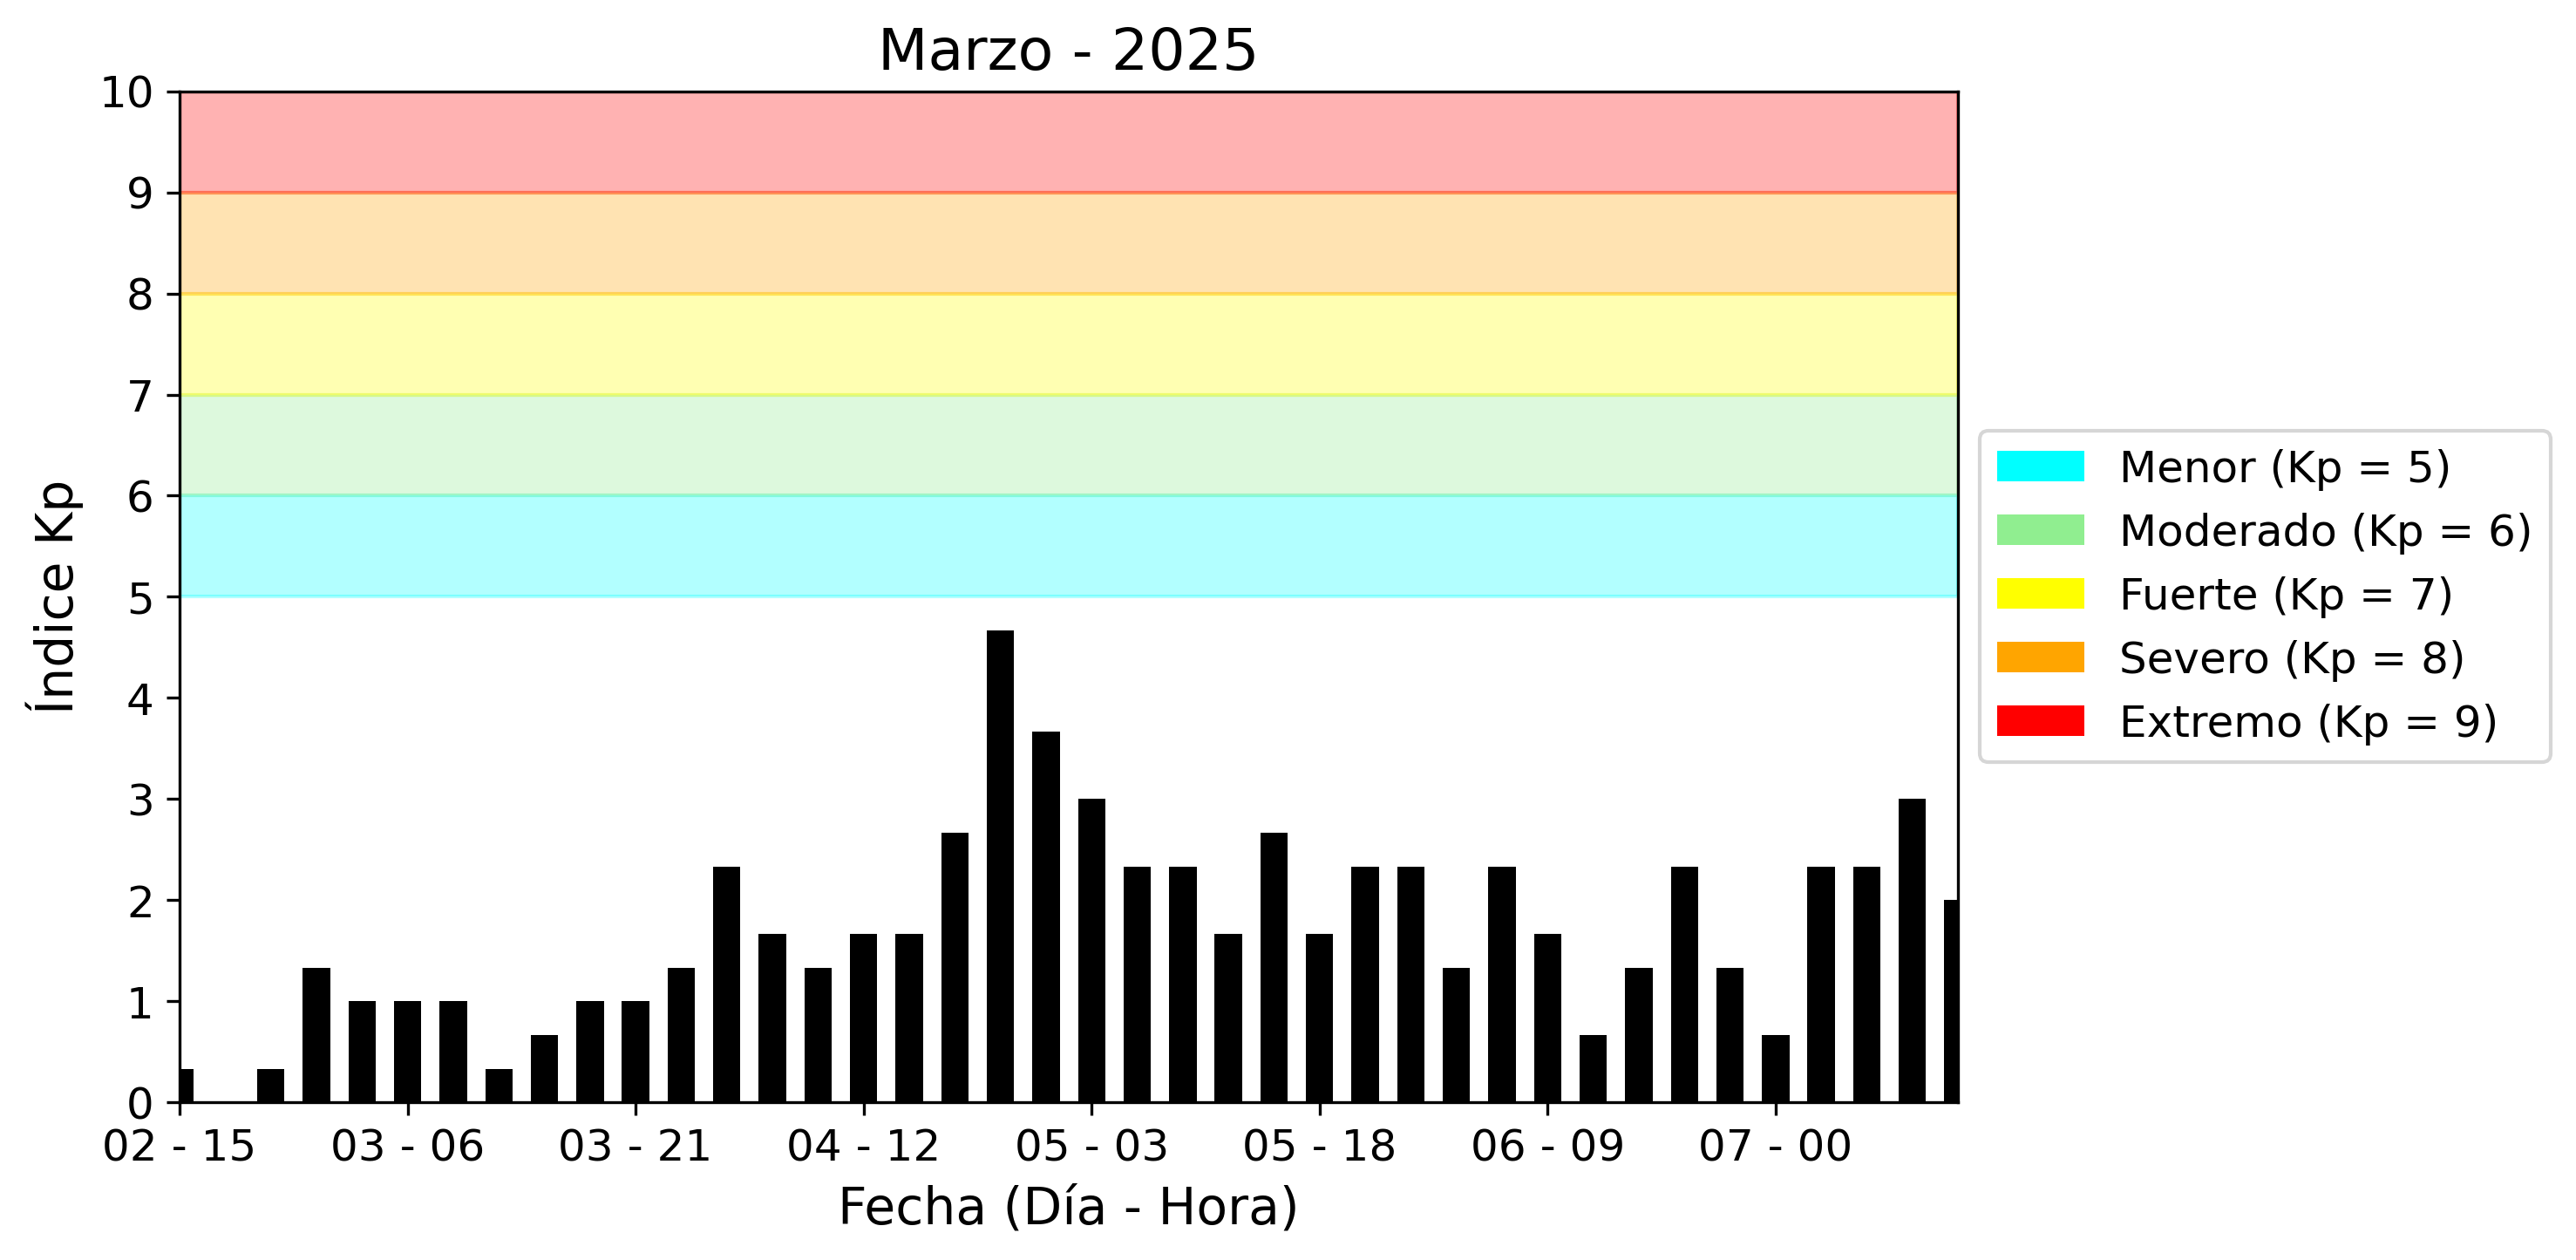 Marzo - 2025
Índice Kp
10
9
8
7
6
5
4
3
2
1
0
02 - 15 03 - 06 03 - 21 04 - 12 05 - 03 05 - 18 06 - 09 07 - 00
Fecha (Día - Hora)
Menor (Kp = 5)
Moderado (Kp = 6)
Fuerte (Kp = 7)
Severo (Kp = 8)
Extremo (Kp = 9)